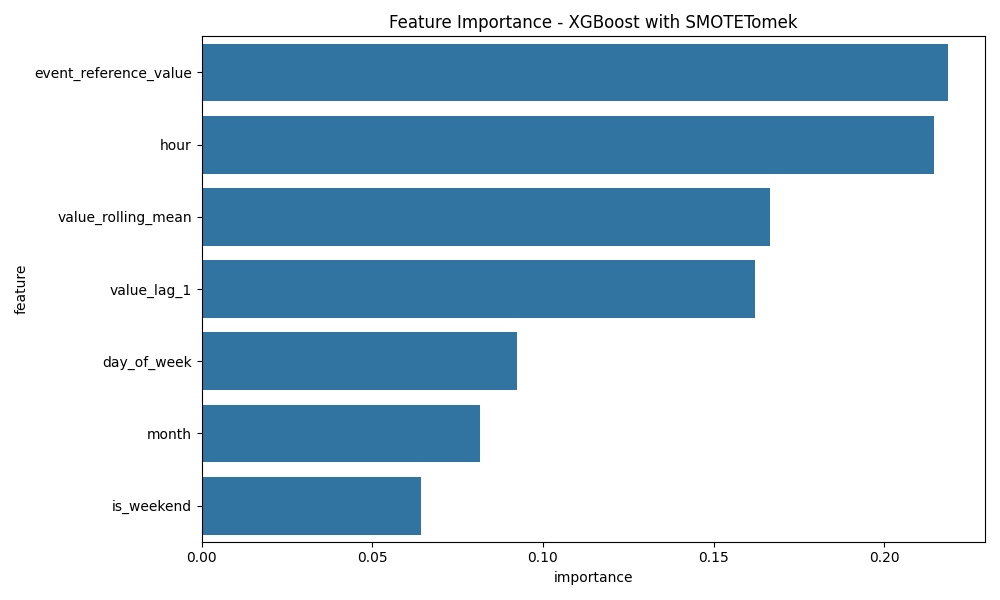 Feature Importance - XGBoost with SMOTETomek
feature
event_reference_value
hour
value_rolling_mean
value_lag_1
day_of_week
month
is_weekend
0.00 0.05 0.10 0.15 0.20
importance